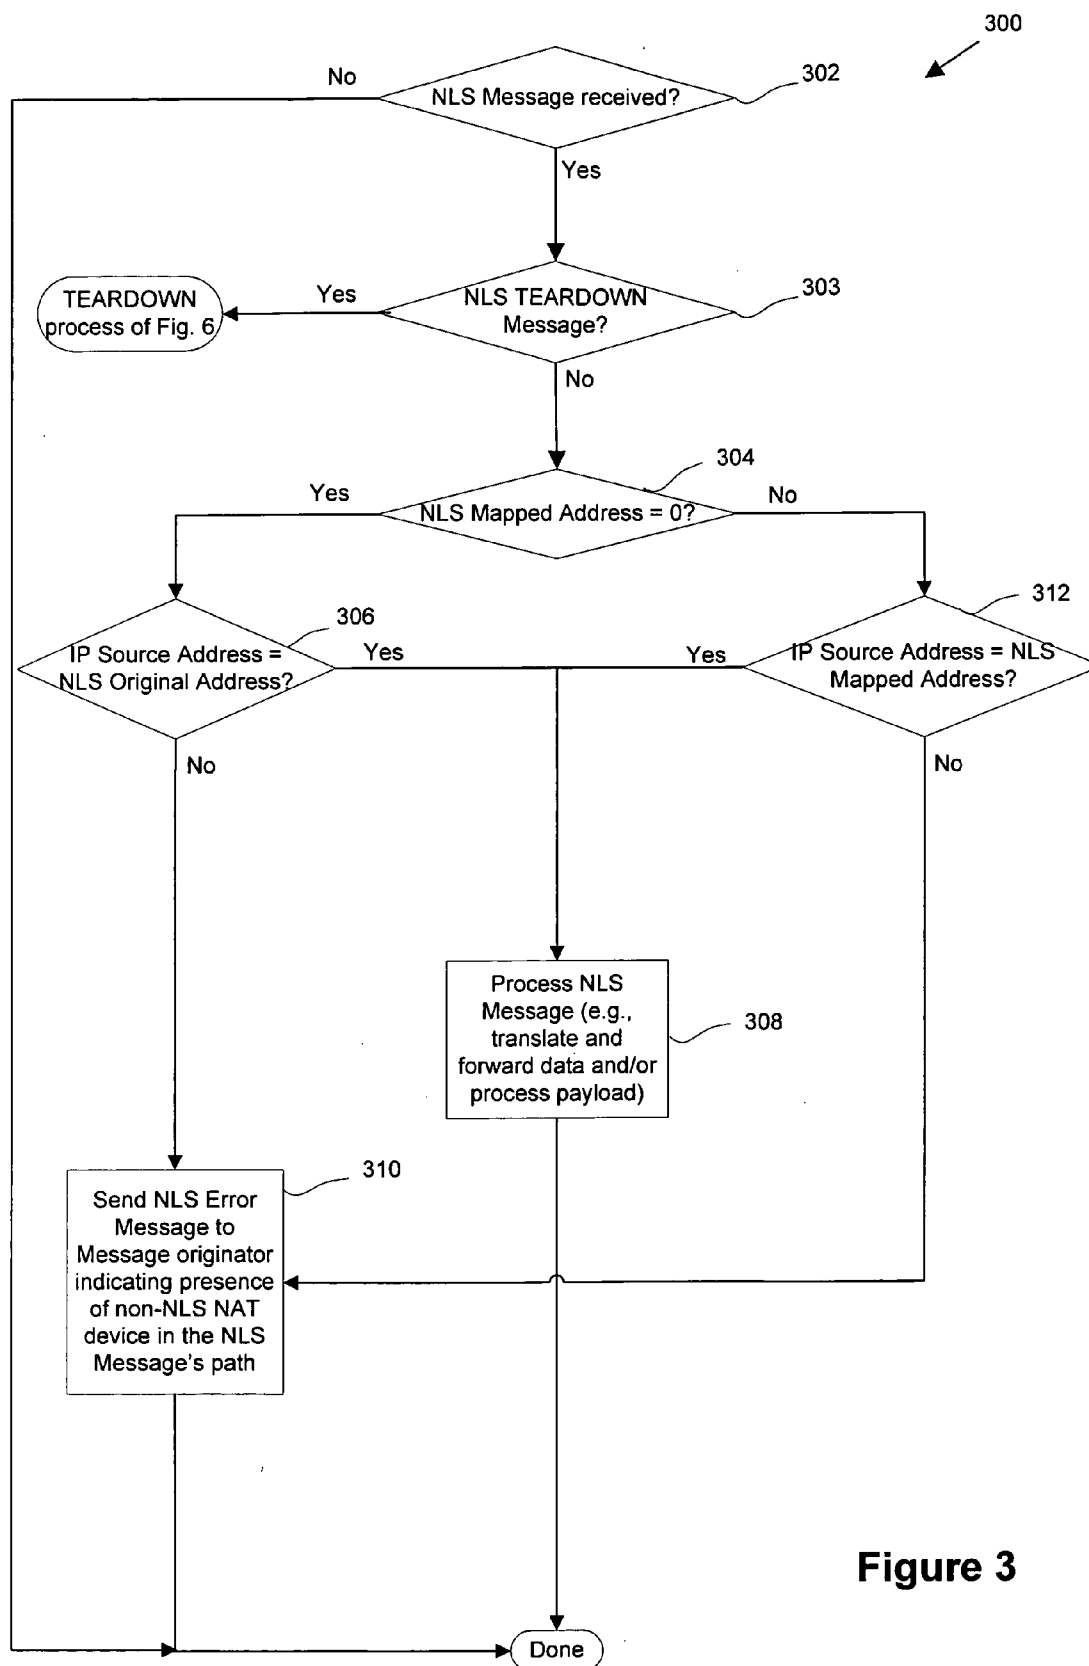 300
No
302
NLS Message received?
Yes
TEARDOWN
process of Fig. 6
Yes
NLS TEARDOWN
Message?
303
No
304
Yes
No
NLS Mapped Address = 0?
306
312
IP Source Address =
NLS Original Address?
Yes
Yes
IP Source Address = NLS
Mapped Address?
No
No
Process NLS
Message (e.g.,
translate and
forward data and/or
process payload)
308
310
Send NLS Error
Message to
Message originator
indicating presence
of non-NLS NAT
device in the NLS
Message's path
Figure 3
Done